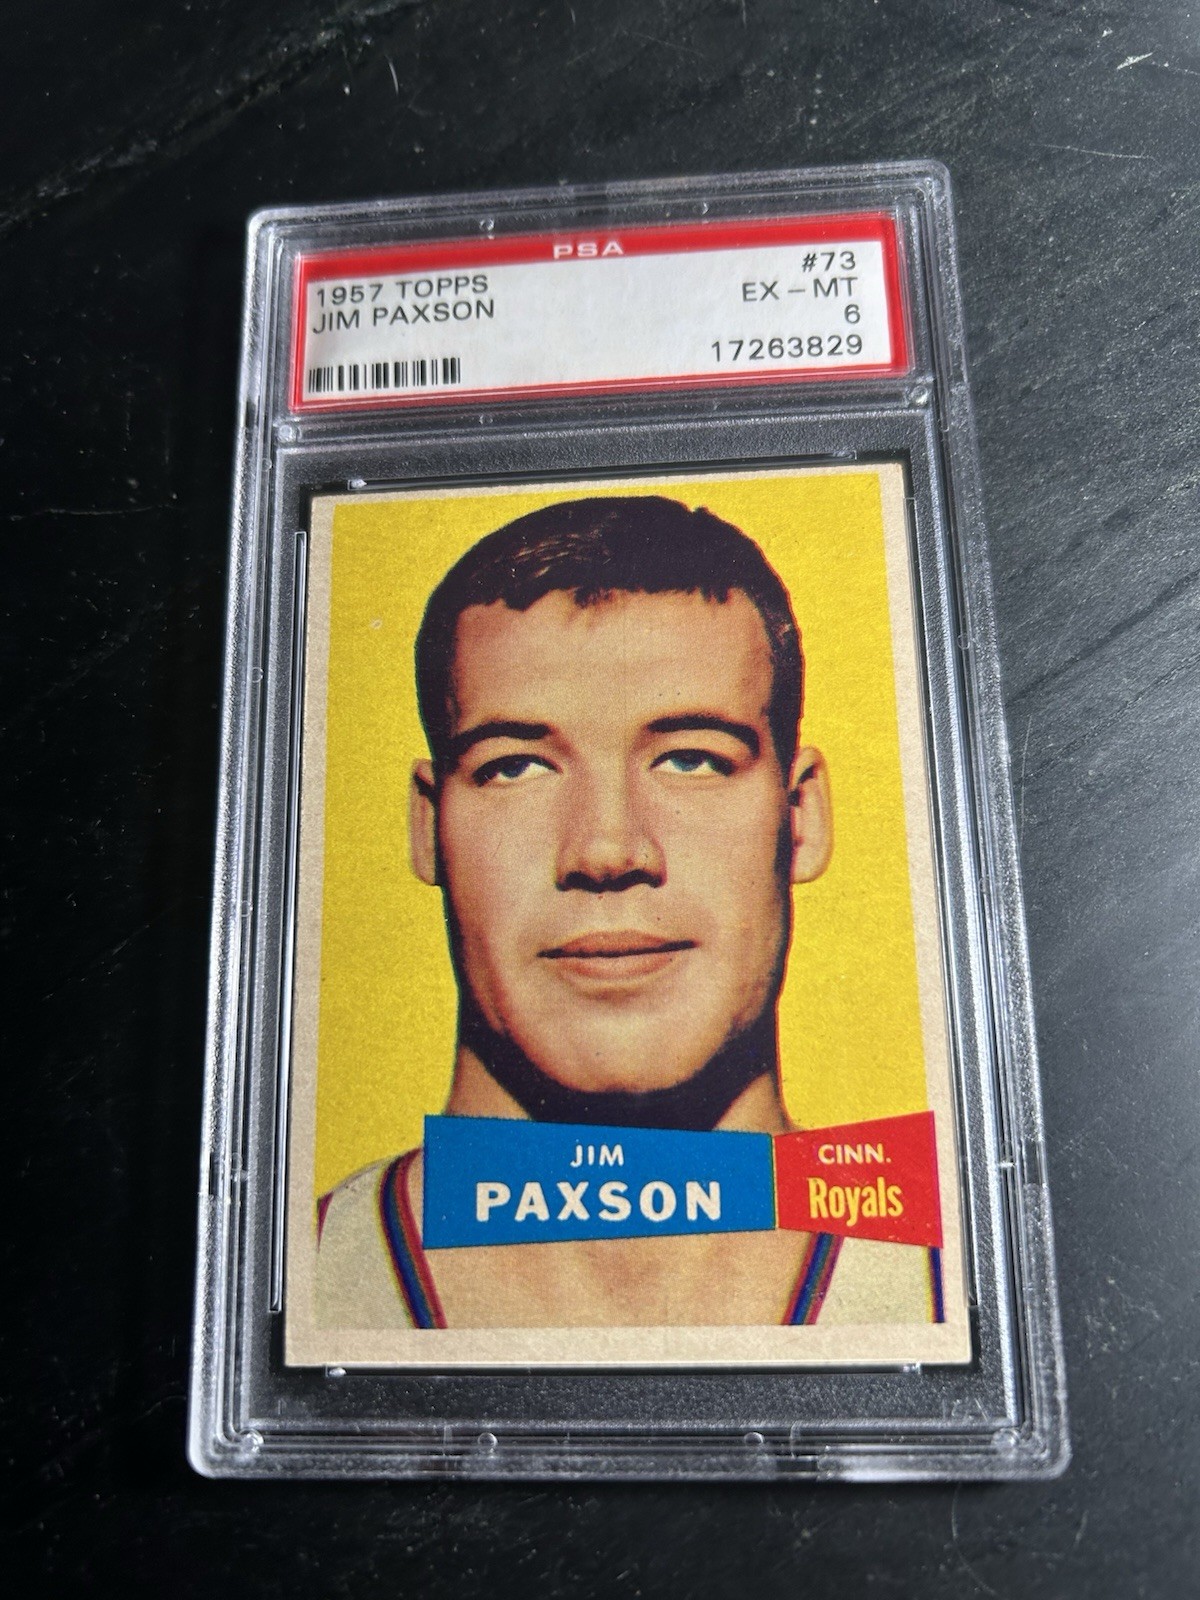 PSA
1957 TOPPS #73
JIM PAXSON EX - MT
6
17263829
JIM
PAXSON
CINN.
Royals